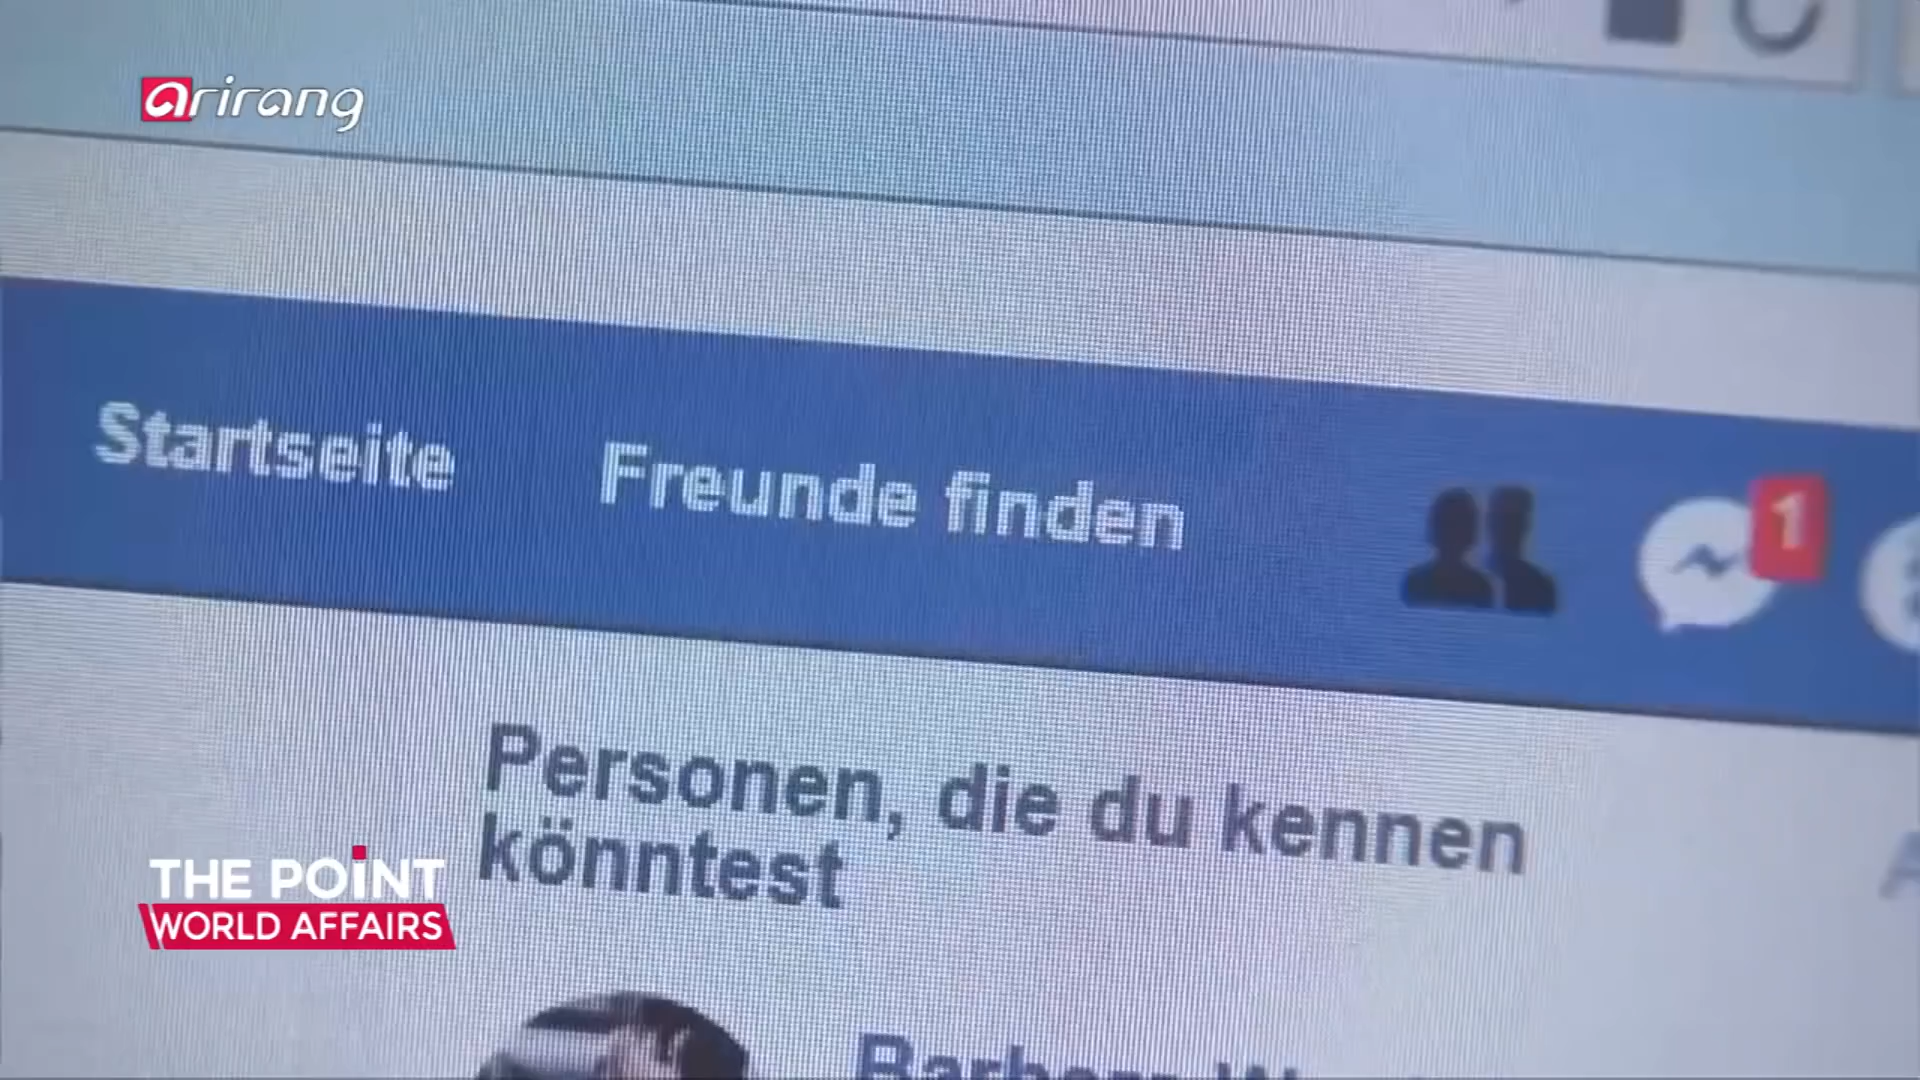 arirang
Startseite Freunde finden
1
Personen, die du kennen
könntest
THE POINT
WORLD AFFAIRS